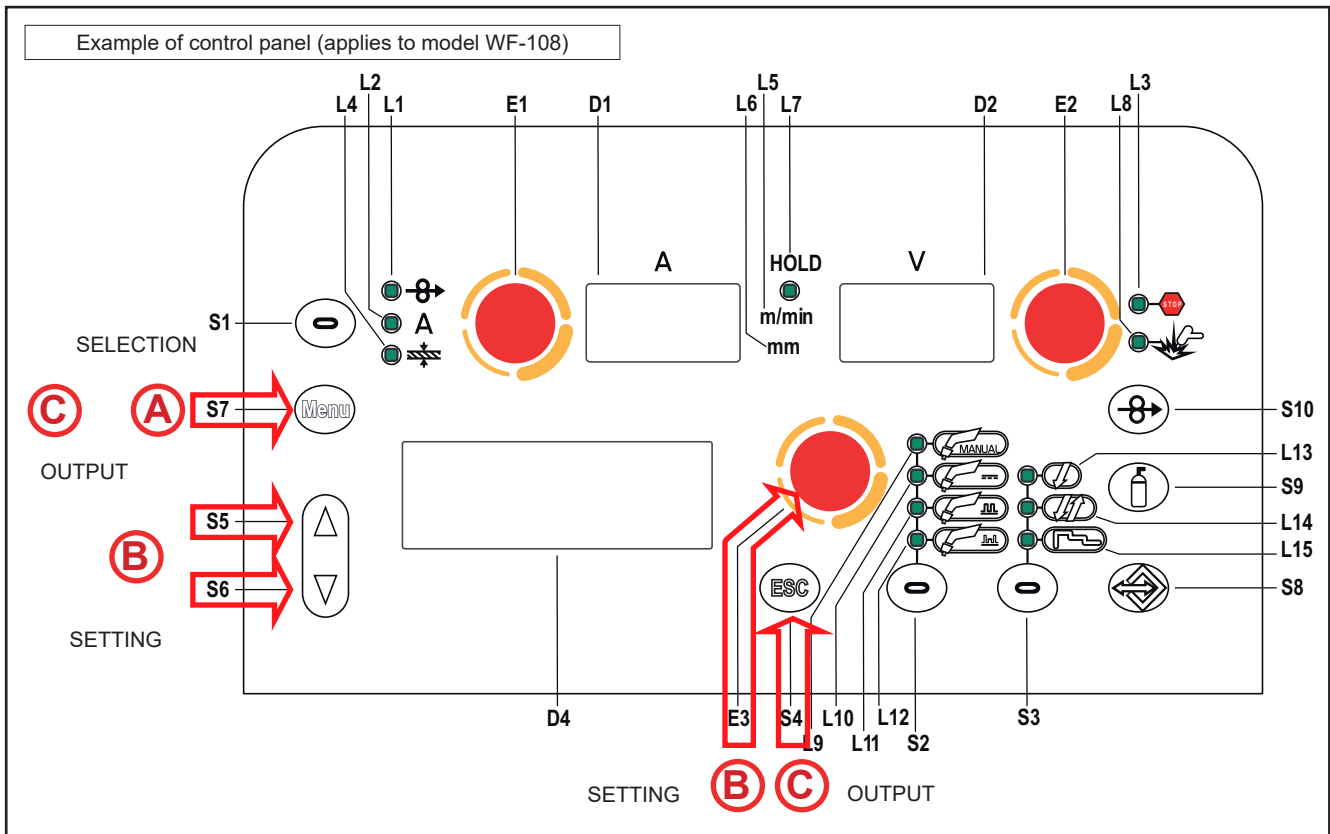 Example of control panel (applies to model WF-108)
L2 L5 L3
L4 L1 E1 D1 L6 L7 D2 E2 L8
A HOLD V
m/min
STOP
S1 A
SELECTION
mm
C A S7 Menu
S10
OUTPUT
MANUAL
L13
S9
S5
L14
B
L15
S6 ESC S8
SETTING
D4 E3 S4 L10 L12 S3
L9 L11 S2
SETTING B C OUTPUT